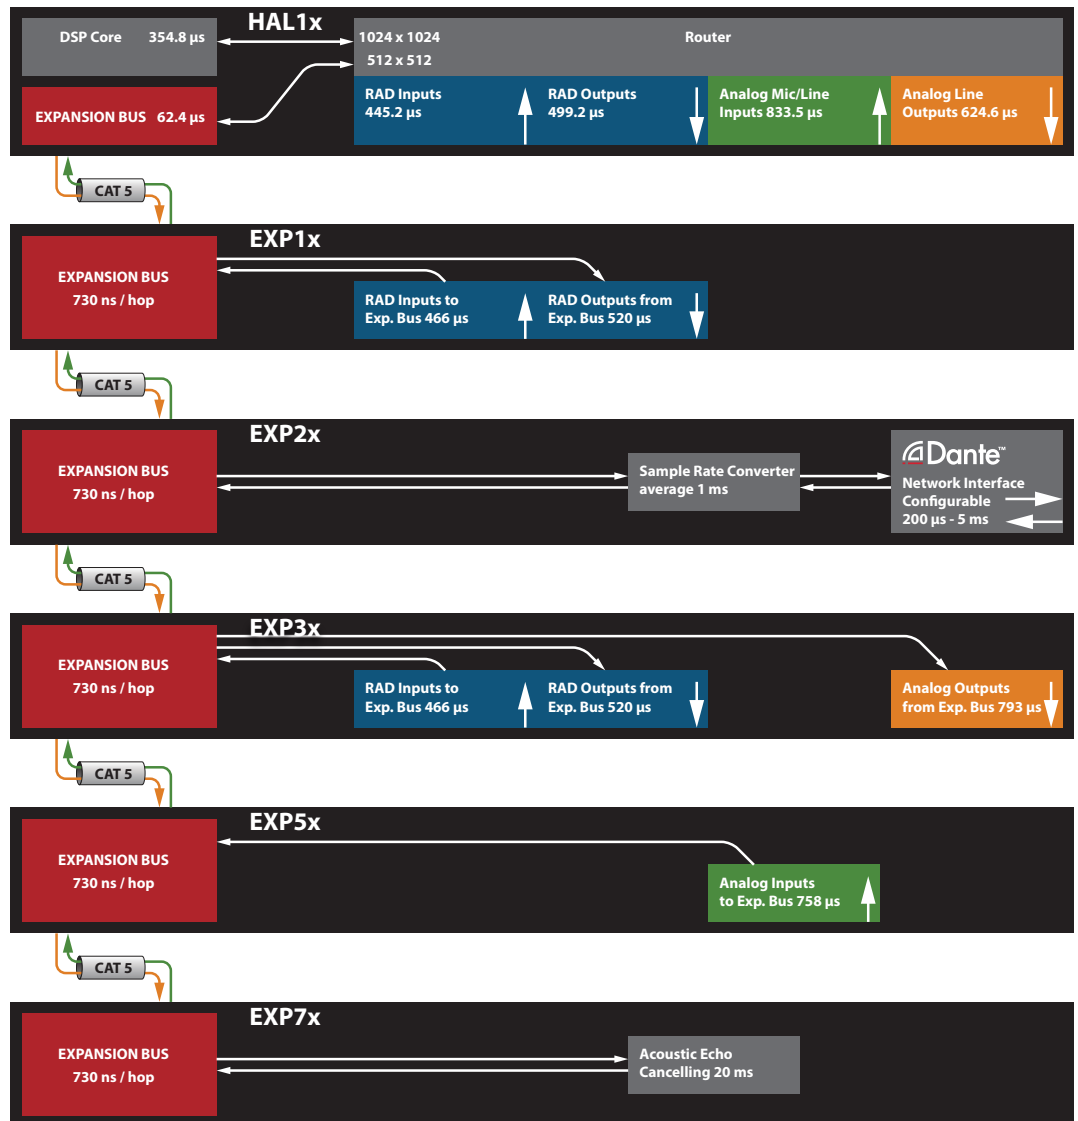 HAL1x
DSP Core 354.8 µs
1024 x 1024
Router
512 x 512
EXPANSION BUS 62.4 µs
RAD Inputs
445.2 µs
RAD Outputs
499.2 µs
Analog Mic/Line
Inputs 833.5 µs
Analog Line
Outputs 624.6 µs
CAT 5
EXP1x
EXPANSION BUS
730 ns / hop
RAD Inputs to
Exp. Bus 466 µs
RAD Outputs from
Exp. Bus 520 µs
CAT 5
EXP2x
EXPANSION BUS
730 ns / hop
Sample Rate Converter
average 1 ms
Dante™
Network Interface
Configurable
200 µs - 5 ms
CAT 5
EXP3x
EXPANSION BUS
730 ns / hop
RAD Inputs to
Exp. Bus 466 µs
RAD Outputs from
Exp. Bus 520 µs
Analog Outputs
from Exp. Bus 793 µs
CAT 5
EXP5x
EXPANSION BUS
730 ns / hop
Analog Inputs
to Exp. Bus 758 µs
CAT 5
EXP7x
EXPANSION BUS
730 ns / hop
Acoustic Echo
Cancelling 20 ms